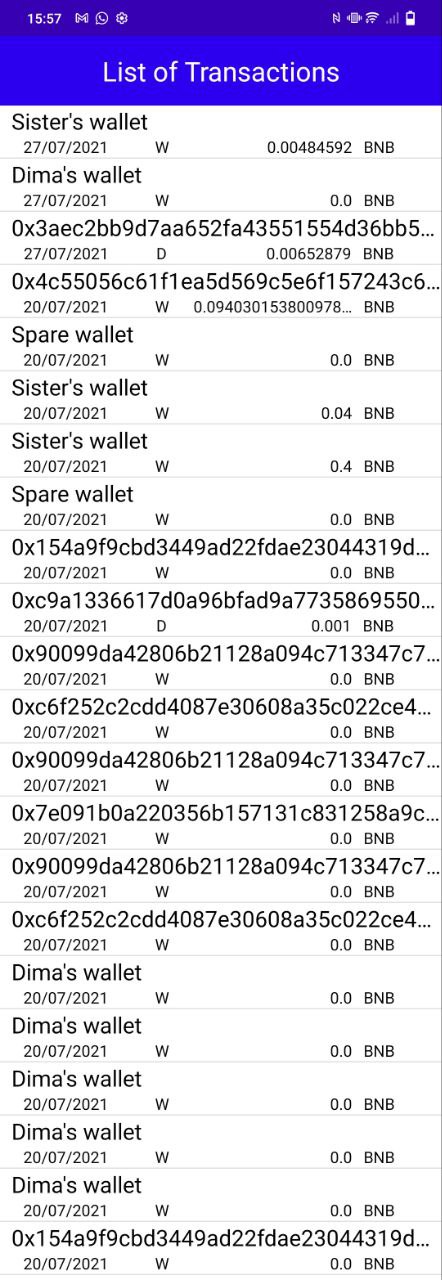 15:57
List of Transactions
Sister's wallet
27/07/2021 W 0.00484592 BNB
Dima's wallet
27/07/2021 W 0.0 BNB
0x3aec2bb9d7aa652fa43551554d36bb5...
27/07/2021 D 0.00652879 BNB
0x4c55056c61f1ea5d569c5e6f157243c6...
20/07/2021 W 0.094030153800978... BNB
Spare wallet
20/07/2021 W 0.0 BNB
Sister's wallet
20/07/2021 W 0.04 BNB
Sister's wallet
20/07/2021 W 0.4 BNB
Spare wallet
20/07/2021 W 0.0 BNB
0x154a9f9cbd3449ad22fdae23044319d...
20/07/2021 W 0.0 BNB
0xc9a1336617d0a96bfad9a7735869550...
20/07/2021 D 0.001 BNB
0x90099da42806b21128a094c713347c7...
20/07/2021 W 0.0 BNB
0xc6f252c2cdd4087e30608a35c022ce4...
20/07/2021 W 0.0 BNB
0x90099da42806b21128a094c713347c7...
20/07/2021 W 0.0 BNB
0x7e091b0a220356b157131c831258a9c...
20/07/2021 W 0.0 BNB
0x90099da42806b21128a094c713347c7...
20/07/2021 W 0.0 BNB
0xc6f252c2cdd4087e30608a35c022ce4...
20/07/2021 W 0.0 BNB
Dima's wallet
20/07/2021 W 0.0 BNB
Dima's wallet
20/07/2021 W 0.0 BNB
Dima's wallet
20/07/2021 W 0.0 BNB
Dima's wallet
20/07/2021 W 0.0 BNB
Dima's wallet
20/07/2021 W 0.0 BNB
0x154a9f9cbd3449ad22fdae23044319d...
20/07/2021 W 0.0 BNB